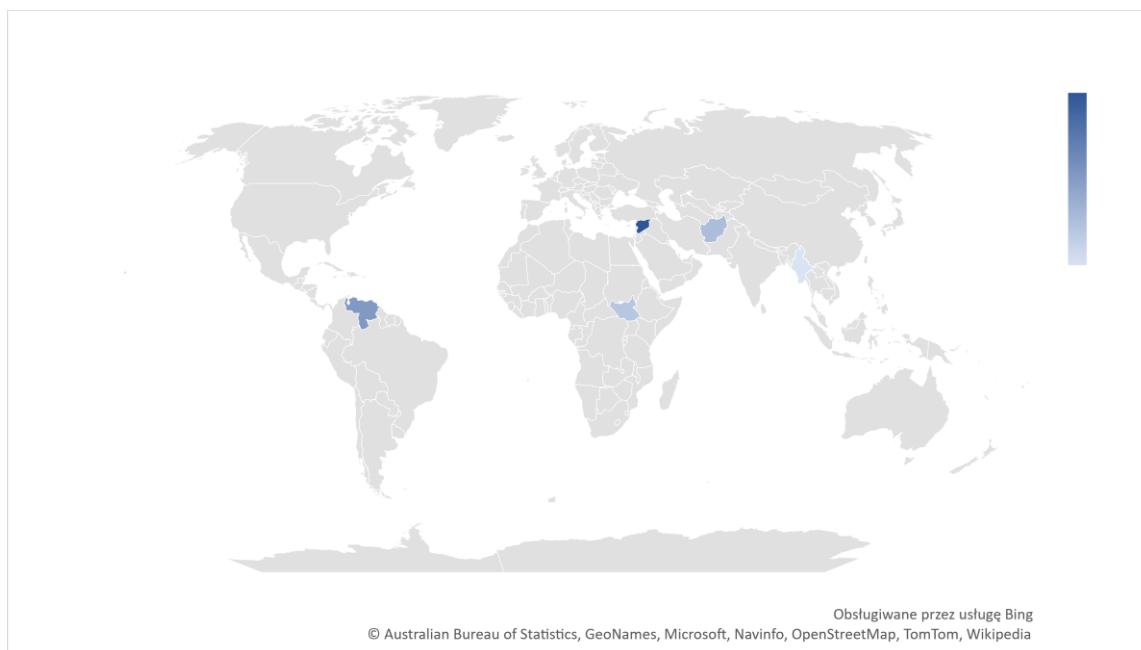 Obsługiwane przez usługę Bing
© Australian Bureau of Statistics, GeoNames, Microsoft, Navinfo, OpenStreetMap, TomTom, Wikipedia